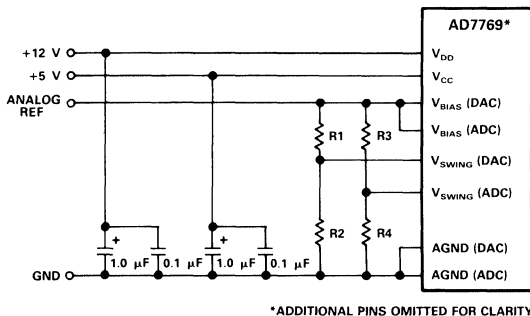 AD7769*
+12 V
V_DD
+5 V
V_CC
ANALOG
REF
V_BIAS (DAC)
R1
R3
V_BIAS (ADC)
V_SWING (DAC)
V_SWING (ADC)
R2
R4
+
+
1.0 μF
0.1 μF
1.0 μF
0.1 μF
AGND (DAC)
GND
AGND (ADC)
*ADDITIONAL PINS OMITTED FOR CLARITY